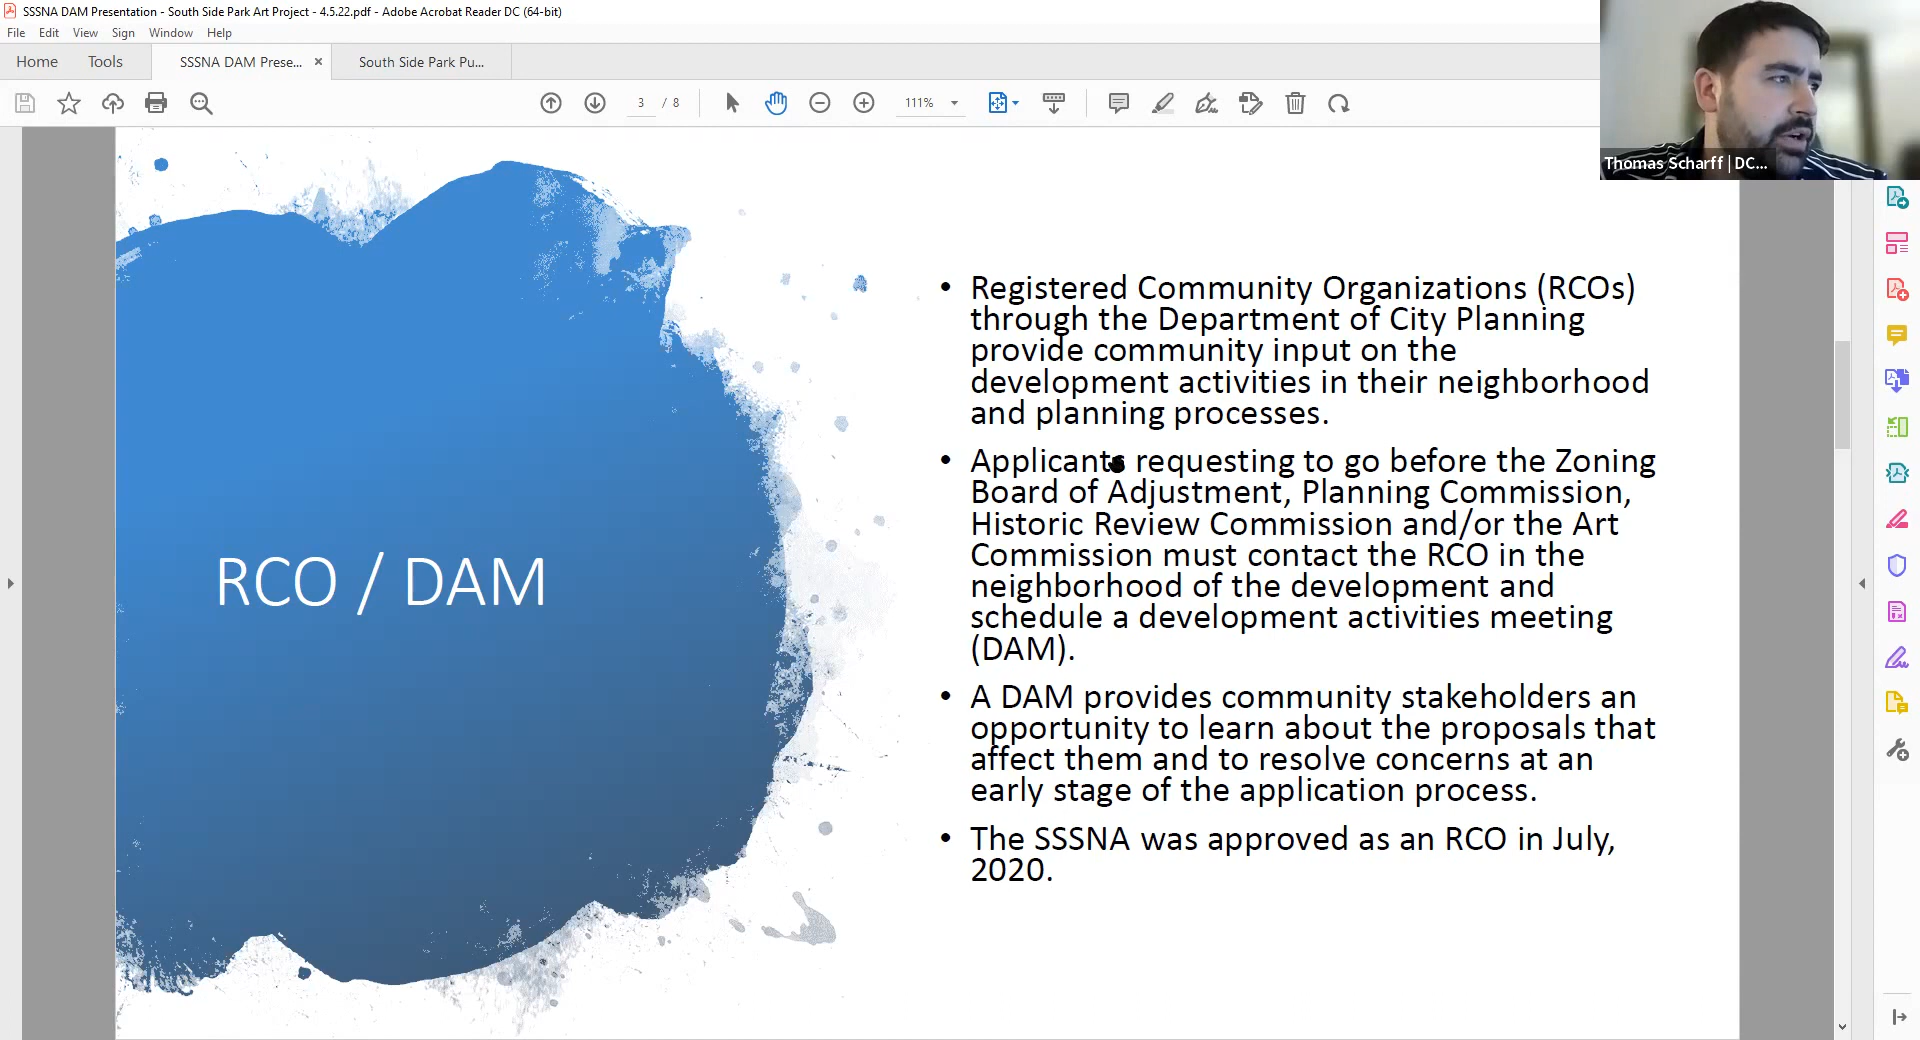 SSSNA DAM Presentation - South Side Park Art Project - 4.5.22.pdf - Adobe Acrobat Reader DC (64-bit)
File Edit View Sign Window Help
Home Tools SSSNA DAM Prese... × South Side Park Pu...
3 / 8 111%
Thomas Scharff | DC...
RCO / DAM
• Registered Community Organizations (RCOs)
through the Department of City Planning
provide community input on the
development activities in their neighborhood
and planning processes.
• Applicants requesting to go before the Zoning
Board of Adjustment, Planning Commission,
Historic Review Commission and/or the Art
Commission must contact the RCO in the
neighborhood of the development and
schedule a development activities meeting
(DAM).
• A DAM provides community stakeholders an
opportunity to learn about the proposals that
affect them and to resolve concerns at an
early stage of the application process.
• The SSSNA was approved as an RCO in July,
2020.